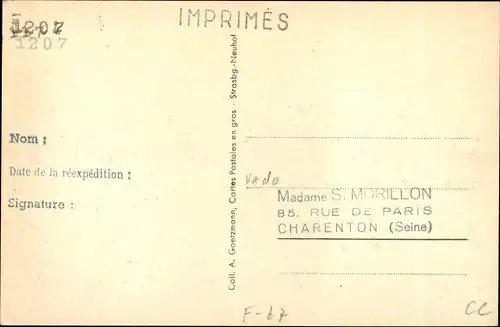 IMPRIMÉS
1207
1207
Nom :
Date de la réexpédition :
Signature :
Coll. A. Goetzmann, Cartes Postales en gros - Strasbg.-Neuhof
Madame S. MORILLON
85, RUE DE PARIS
CHARENTON (Seine)
F-67
CC